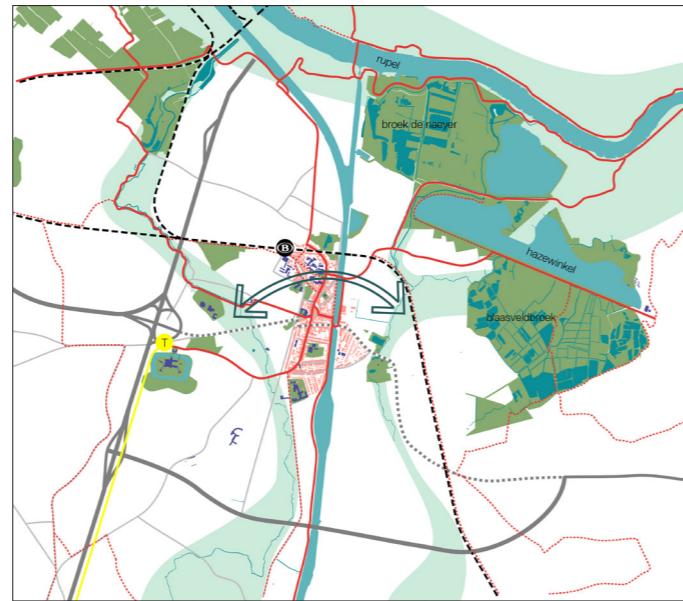 rupel
broek de naeyer
hazewinkel
B
blaasveldbroek
T